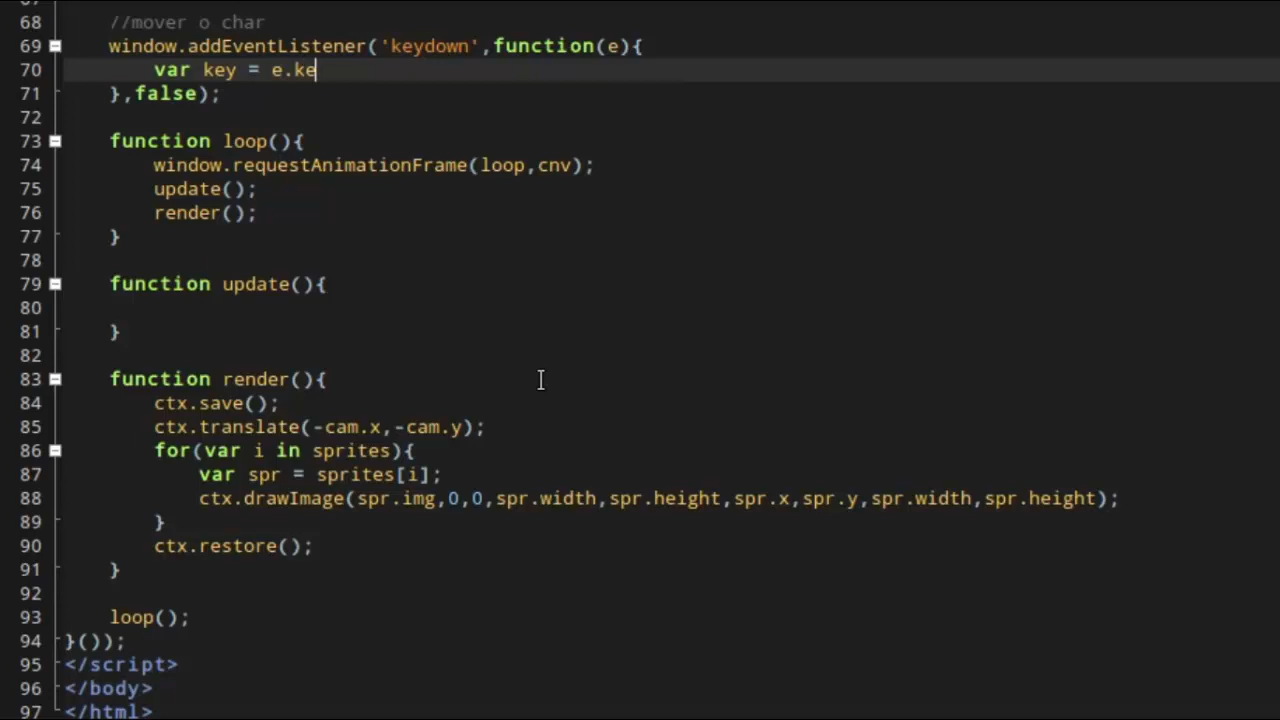 68 //mover o char
69 window.addEventListener('keydown',function(e){
70 var key = e.ke
71 },false);
72
73 function loop(){
74 window.requestAnimationFrame(loop,cnv);
75 update();
76 render();
77 }
78
79 function update(){
80
81 }
82
83 function render(){
84 ctx.save();
85 ctx.translate(-cam.x,-cam.y);
86 for(var i in sprites){
87 var spr = sprites[i];
88 ctx.drawImage(spr.img,0,0,spr.width,spr.height,spr.x,spr.y,spr.width,spr.height);
89 }
90 ctx.restore();
91 }
92
93 loop();
94 }());
95 </script>
96 </body>
97 </html>